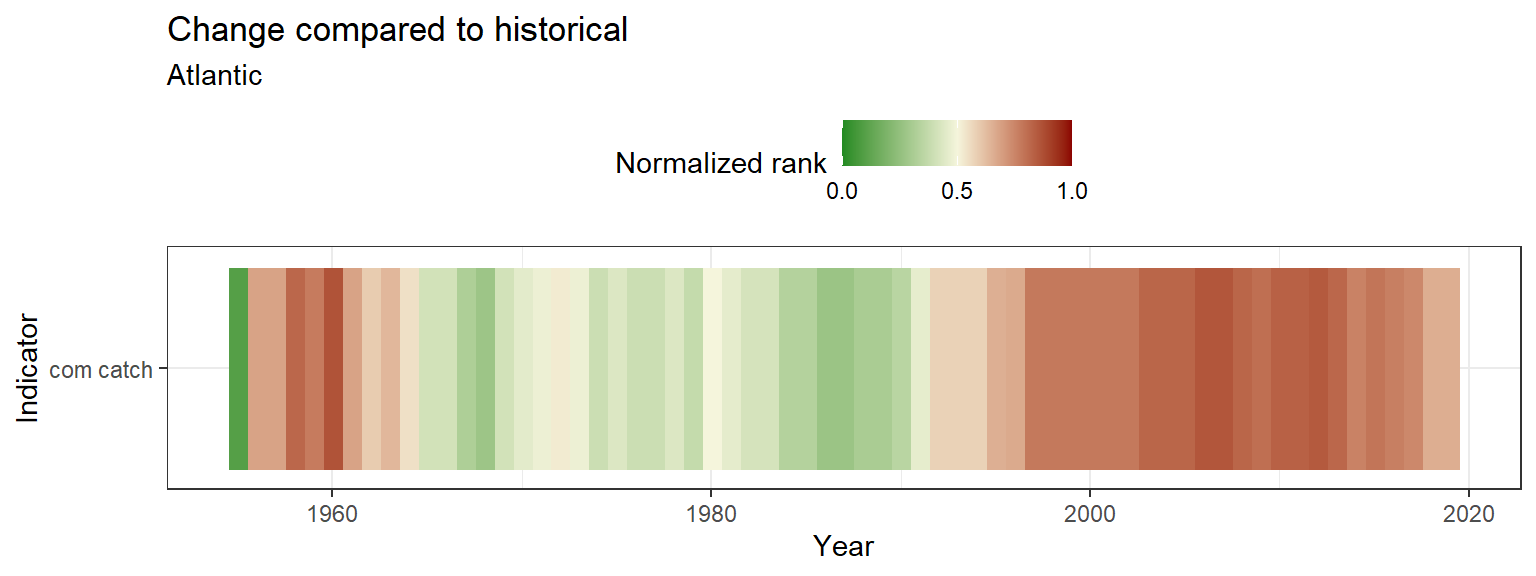 Change compared to historical
Atlantic
Normalized rank
0.0 0.5 1.0
Indicator
com catch
1960 1980 2000 2020
Year